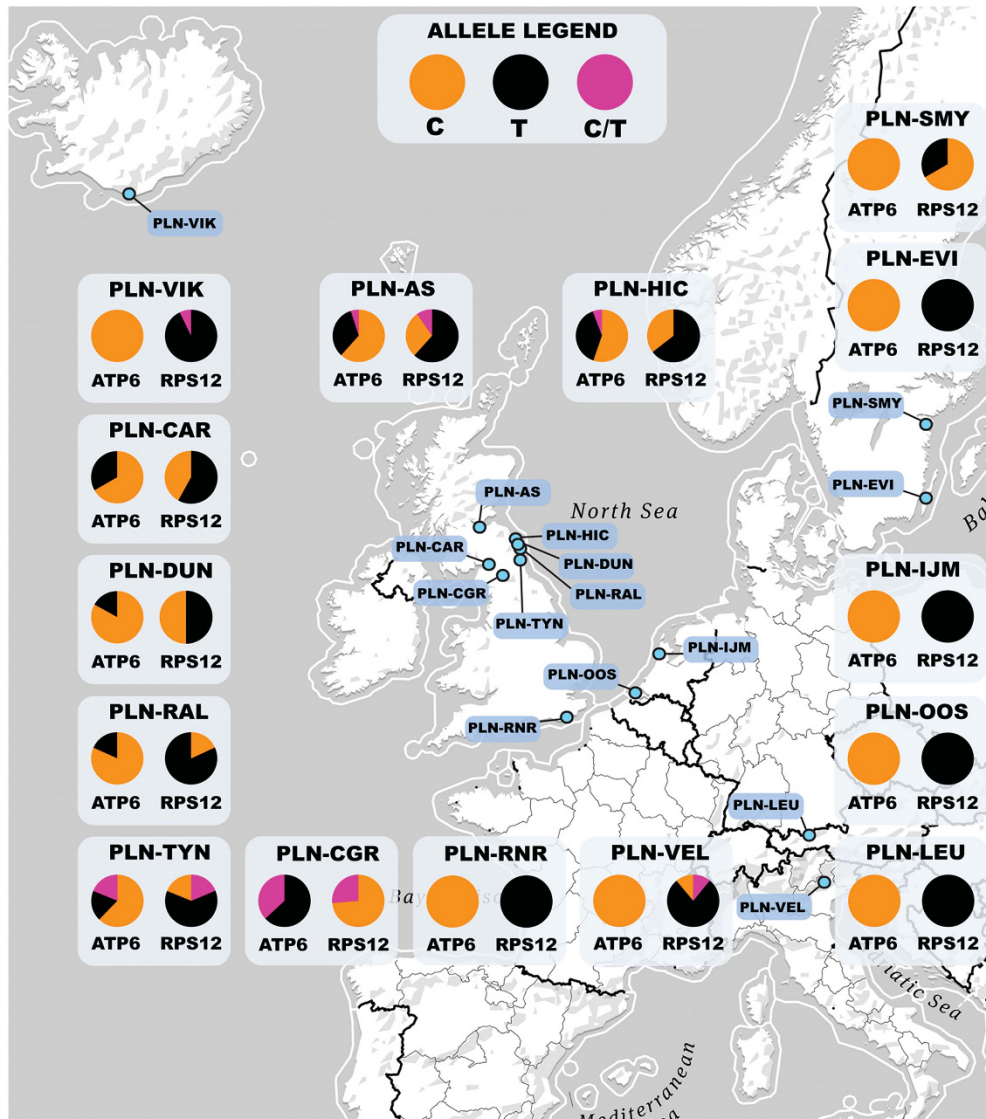 ALLELE LEGEND
C T C/T
PLN-SMY
ATP6 RPS12
PLN-VIK
PLN-EVI
ATP6 RPS12
PLN-VIK
ATP6 RPS12
PLN-AS
ATP6 RPS12
PLN-HIC
ATP6 RPS12
PLN-SMY
PLN-EVI
PLN-CAR
ATP6 RPS12
PLN-AS
North Sea
PLN-HIC
PLN-CAR
PLN-DUN
PLN-CGR
PLN-RAL
PLN-TYN
PLN-DUN
ATP6 RPS12
PLN-IJM
ATP6 RPS12
PLN-IJM
PLN-OOS
PLN-RNR
PLN-RAL
ATP6 RPS12
PLN-OOS
ATP6 RPS12
PLN-LEU
PLN-TYN
ATP6 RPS12
PLN-CGR
ATP6 RPS12
PLN-RNR
ATP6 RPS12
PLN-VEL
ATP6 RPS12
PLN-VEL
PLN-LEU
ATP6 RPS12
driatic Sea
Mediterranean